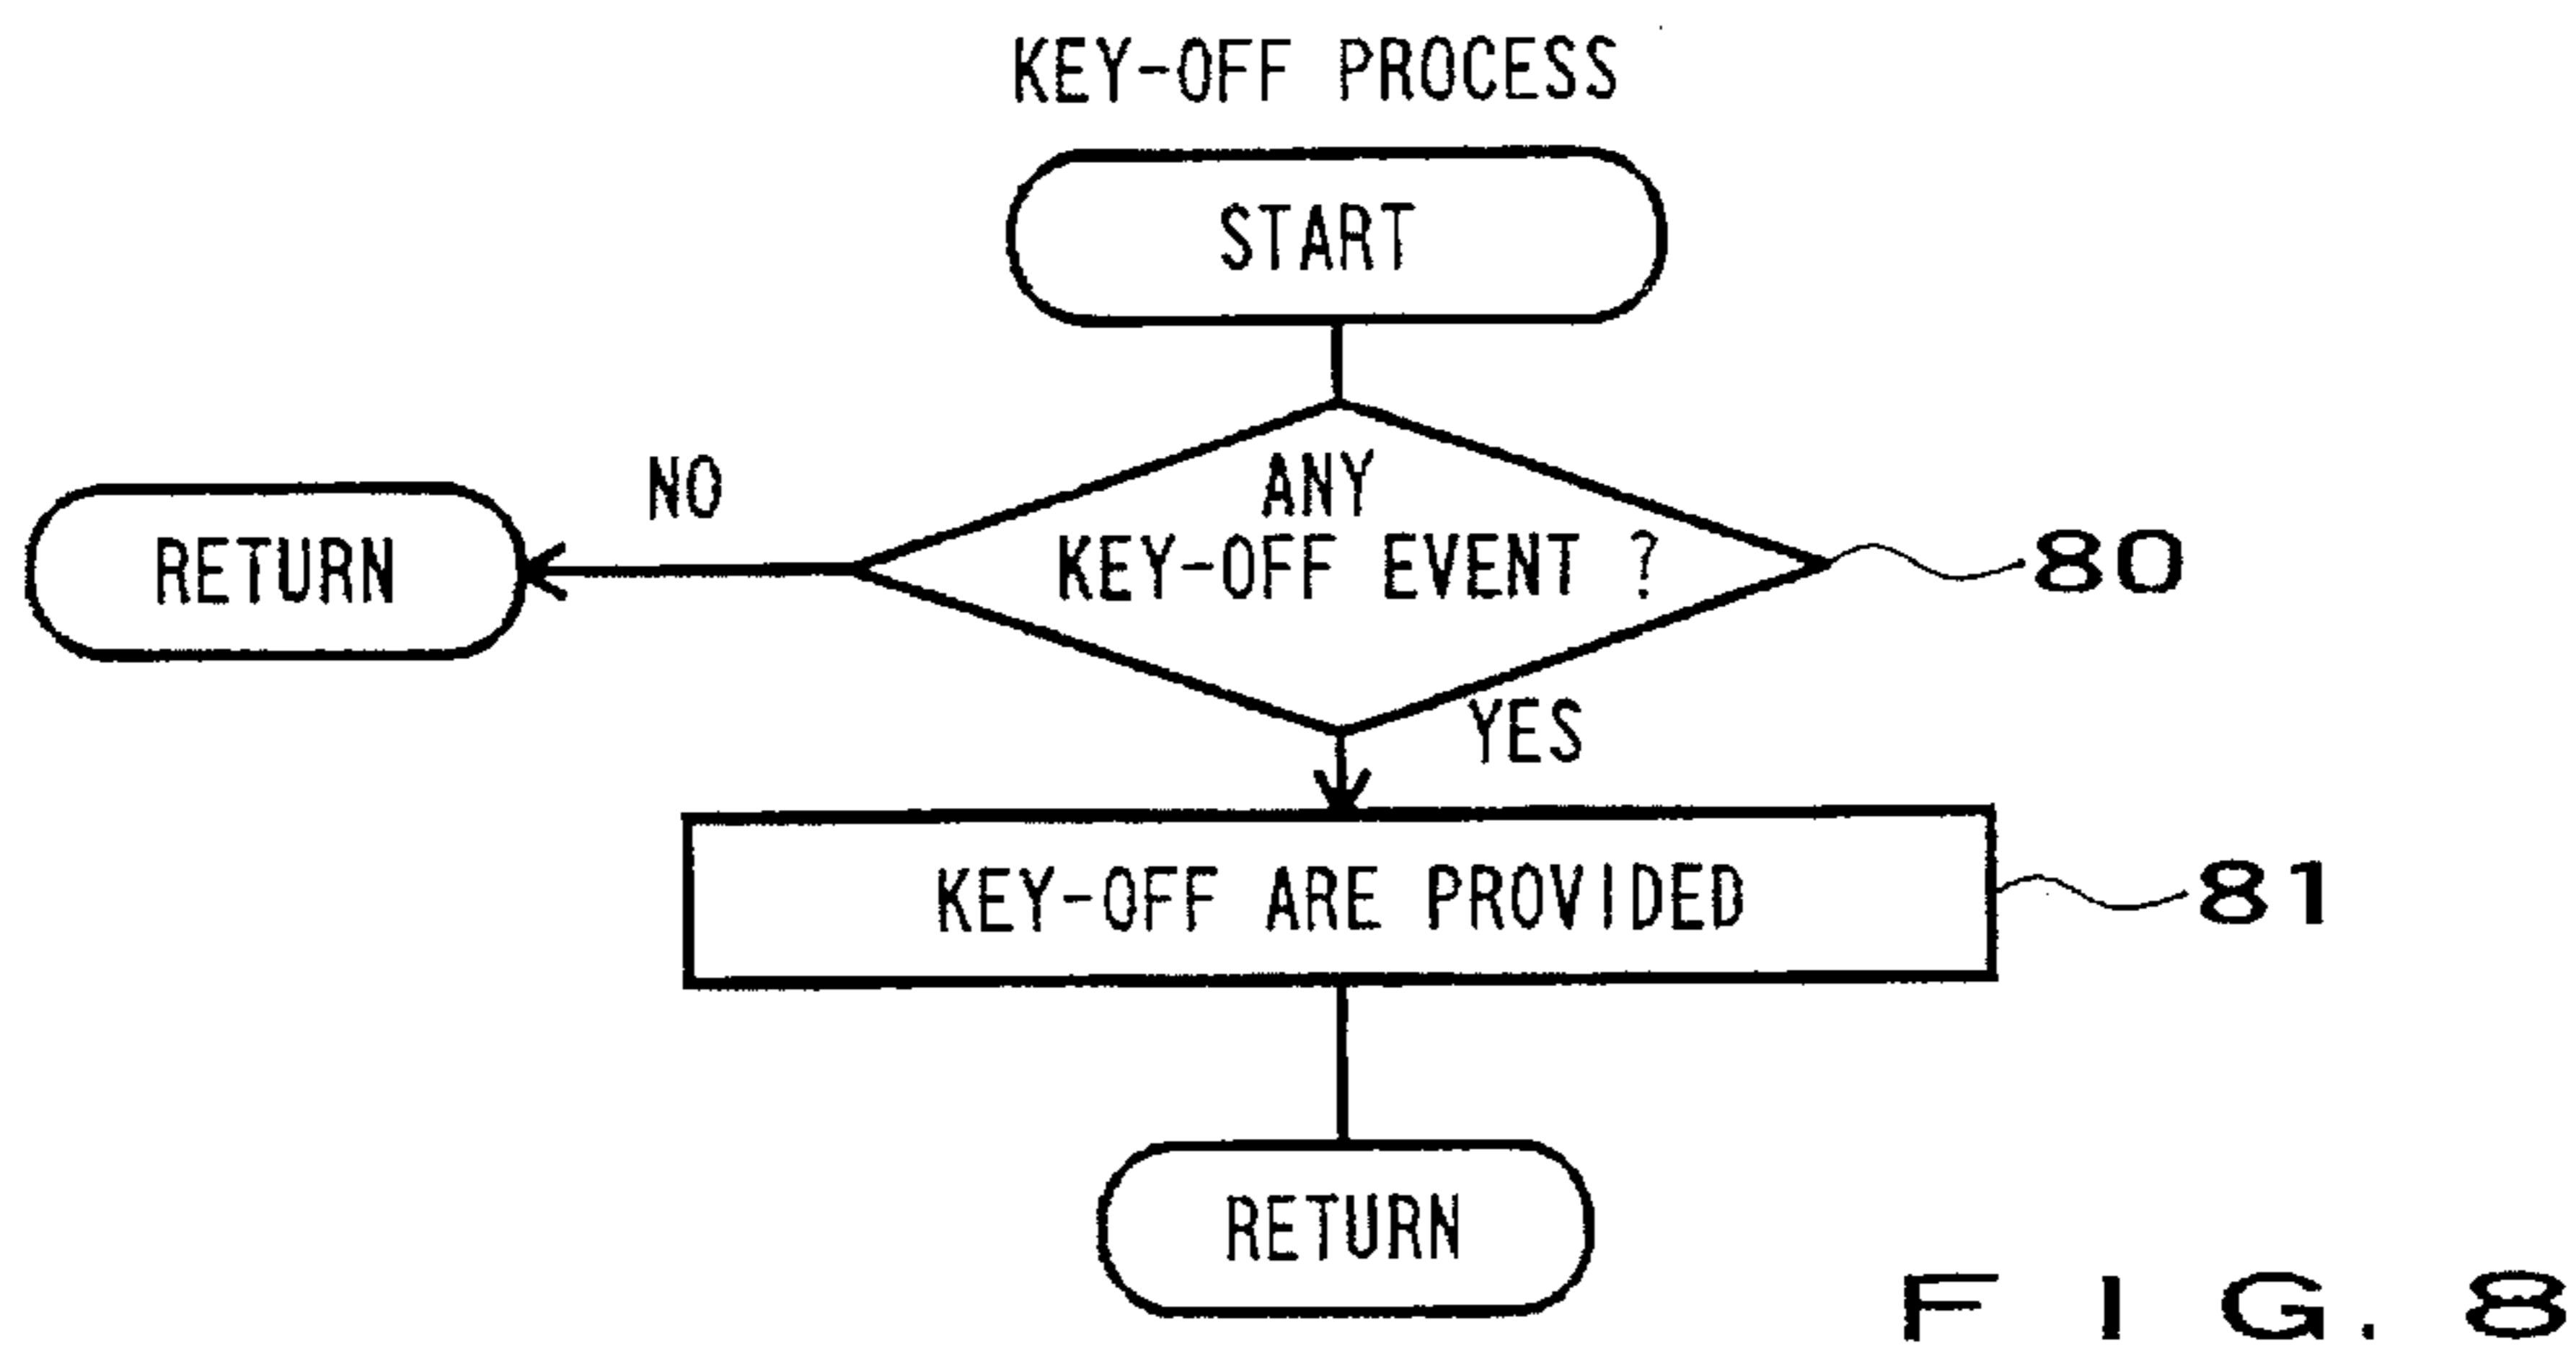 KEY-OFF PROCESS
START
NO
ANY
KEY-OFF EVENT ?
RETURN
80
YES
KEY-OFF ARE PROVIDED
81
RETURN
FIG. 8